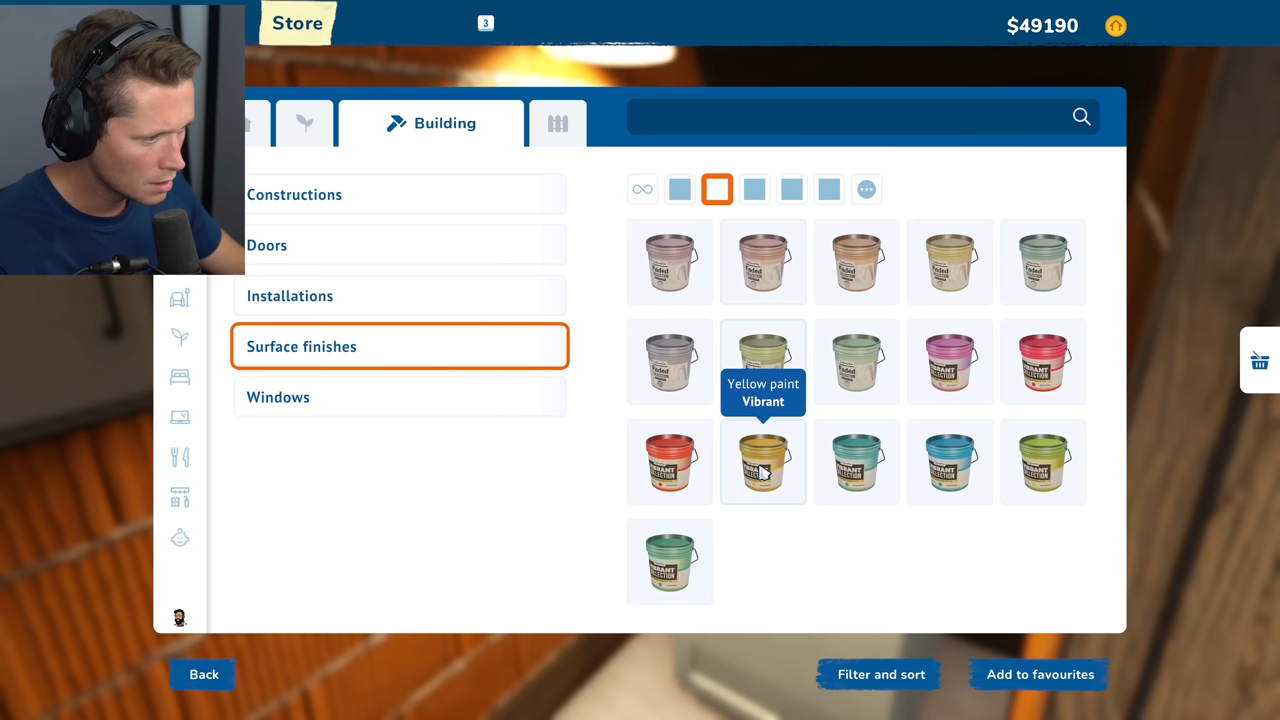 Store
3
$49190
Building
Constructions
Doors
Installations
Surface finishes
Windows
Yellow paint
Vibrant
Back
Filter and sort
Add to favourites